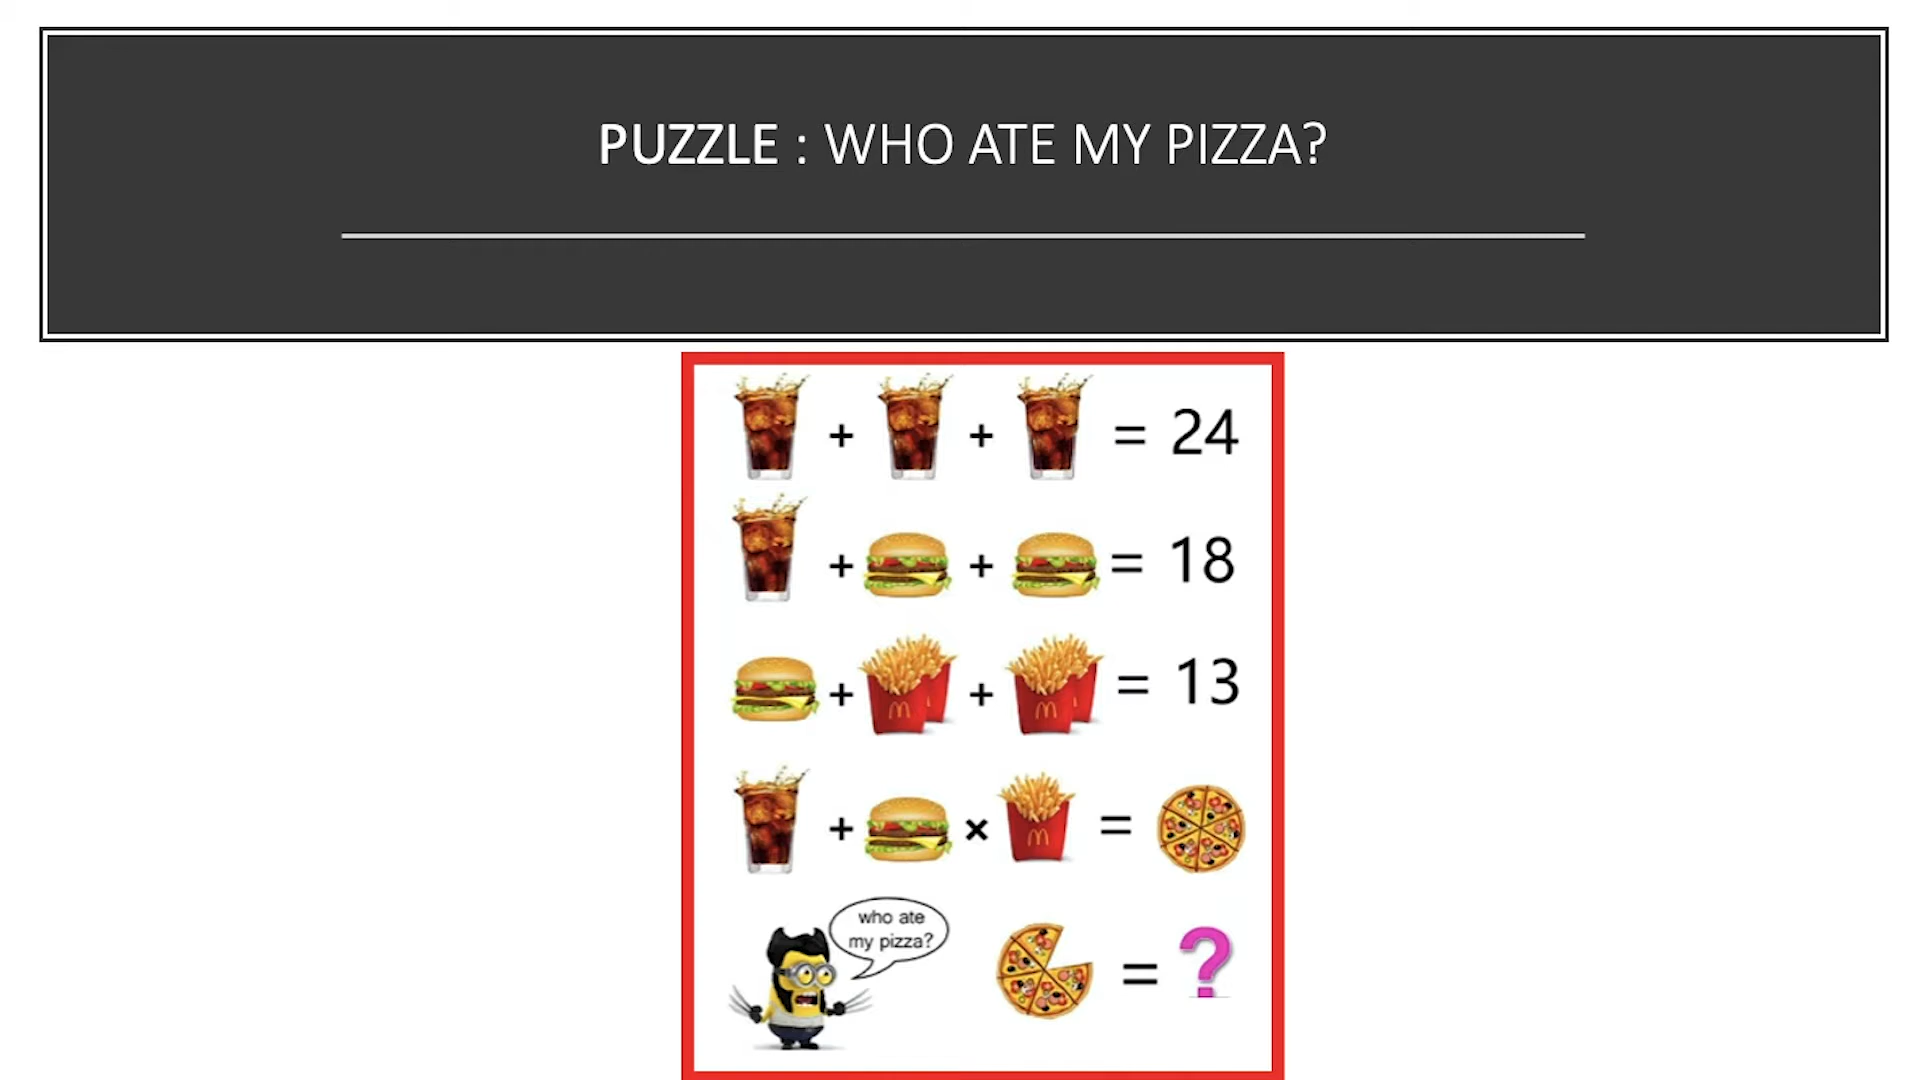 PUZZLE : WHO ATE MY PIZZA?
+ + = 24
+ + = 18
+ + = 13
+ × =
who ate
my pizza?
= ?